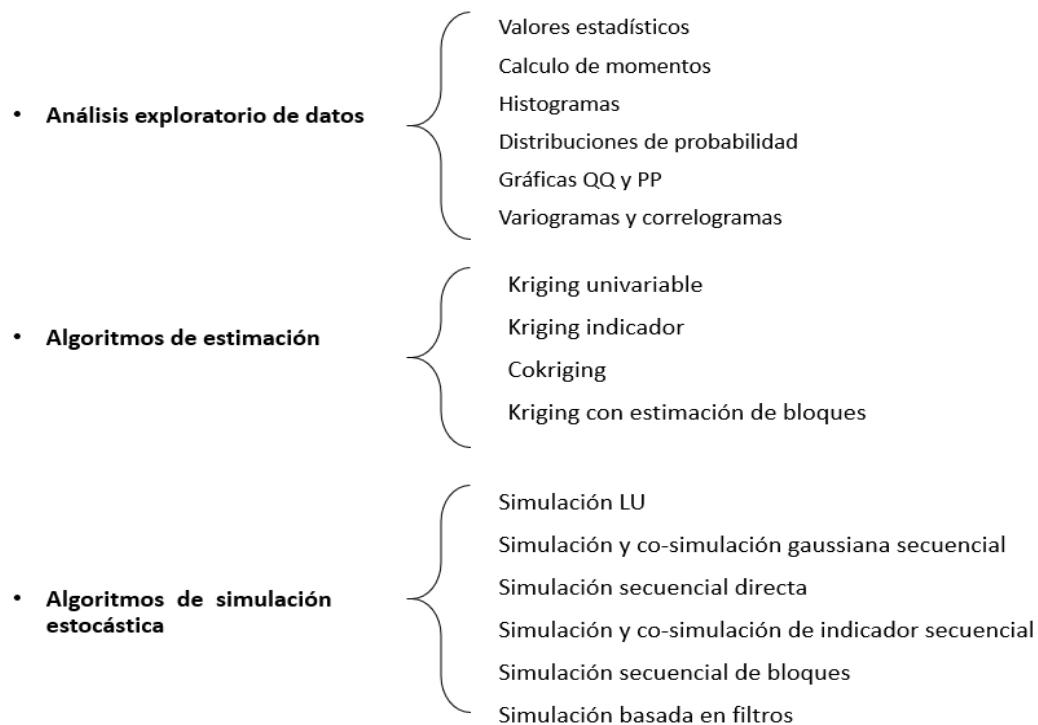 • Análisis exploratorio de datos
Valores estadísticos
Calculo de momentos
Histogramas
Distribuciones de probabilidad
Gráficas QQ y PP
Variogramas y correlogramas
• Algoritmos de estimación
Kriging univariable
Kriging indicador
Cokriging
Kriging con estimación de bloques
• Algoritmos de simulación
estocástica
Simulación LU
Simulación y co-simulación gaussiana secuencial
Simulación secuencial directa
Simulación y co-simulación de indicador secuencial
Simulación secuencial de bloques
Simulación basada en filtros